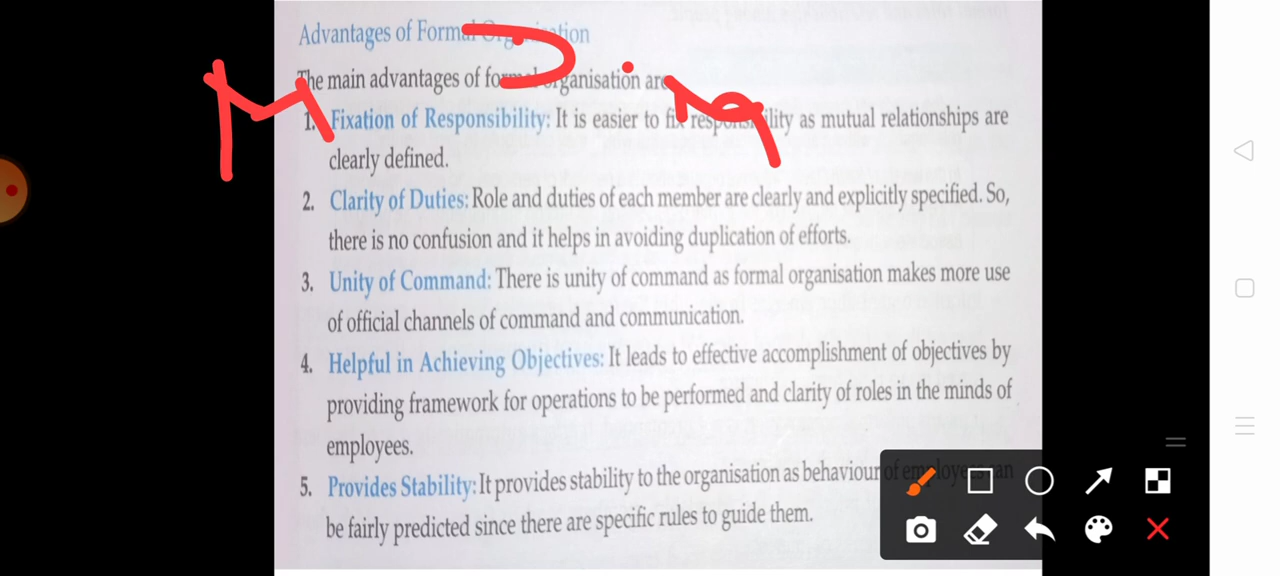 Advantages of Formal Organisation
The main advantages of formal organisation are
1. Fixation of Responsibility: It is easier to fix responsibility as mutual relationships are
clearly defined.
2. Clarity of Duties: Role and duties of each member are clearly and explicitly specified. So,
there is no confusion and it helps in avoiding duplication of efforts.
3. Unity of Command: There is unity of command as formal organisation makes more use
of official channels of command and communication.
4. Helpful in Achieving Objectives: It leads to effective accomplishment of objectives by
providing framework for operations to be performed and clarity of roles in the minds of
employees.
5. Provides Stability: It provides stability to the organisation as behaviour of employees can
be fairly predicted since there are specific rules to guide them.